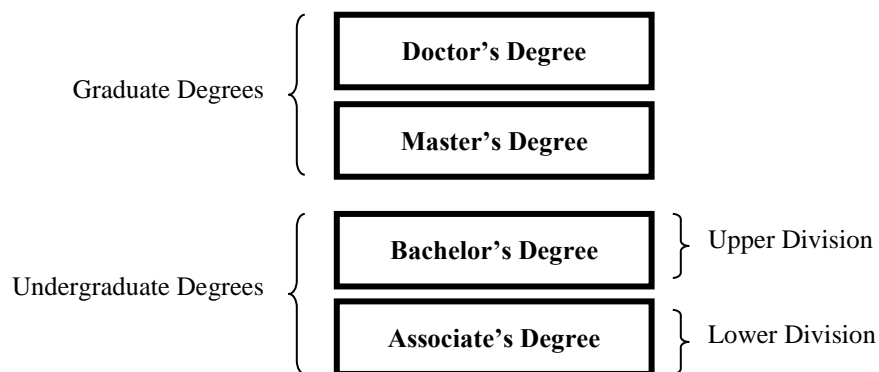 Doctor’s Degree
Graduate Degrees
Master’s Degree
Bachelor’s Degree
Upper Division
Undergraduate Degrees
Associate’s Degree
Lower Division